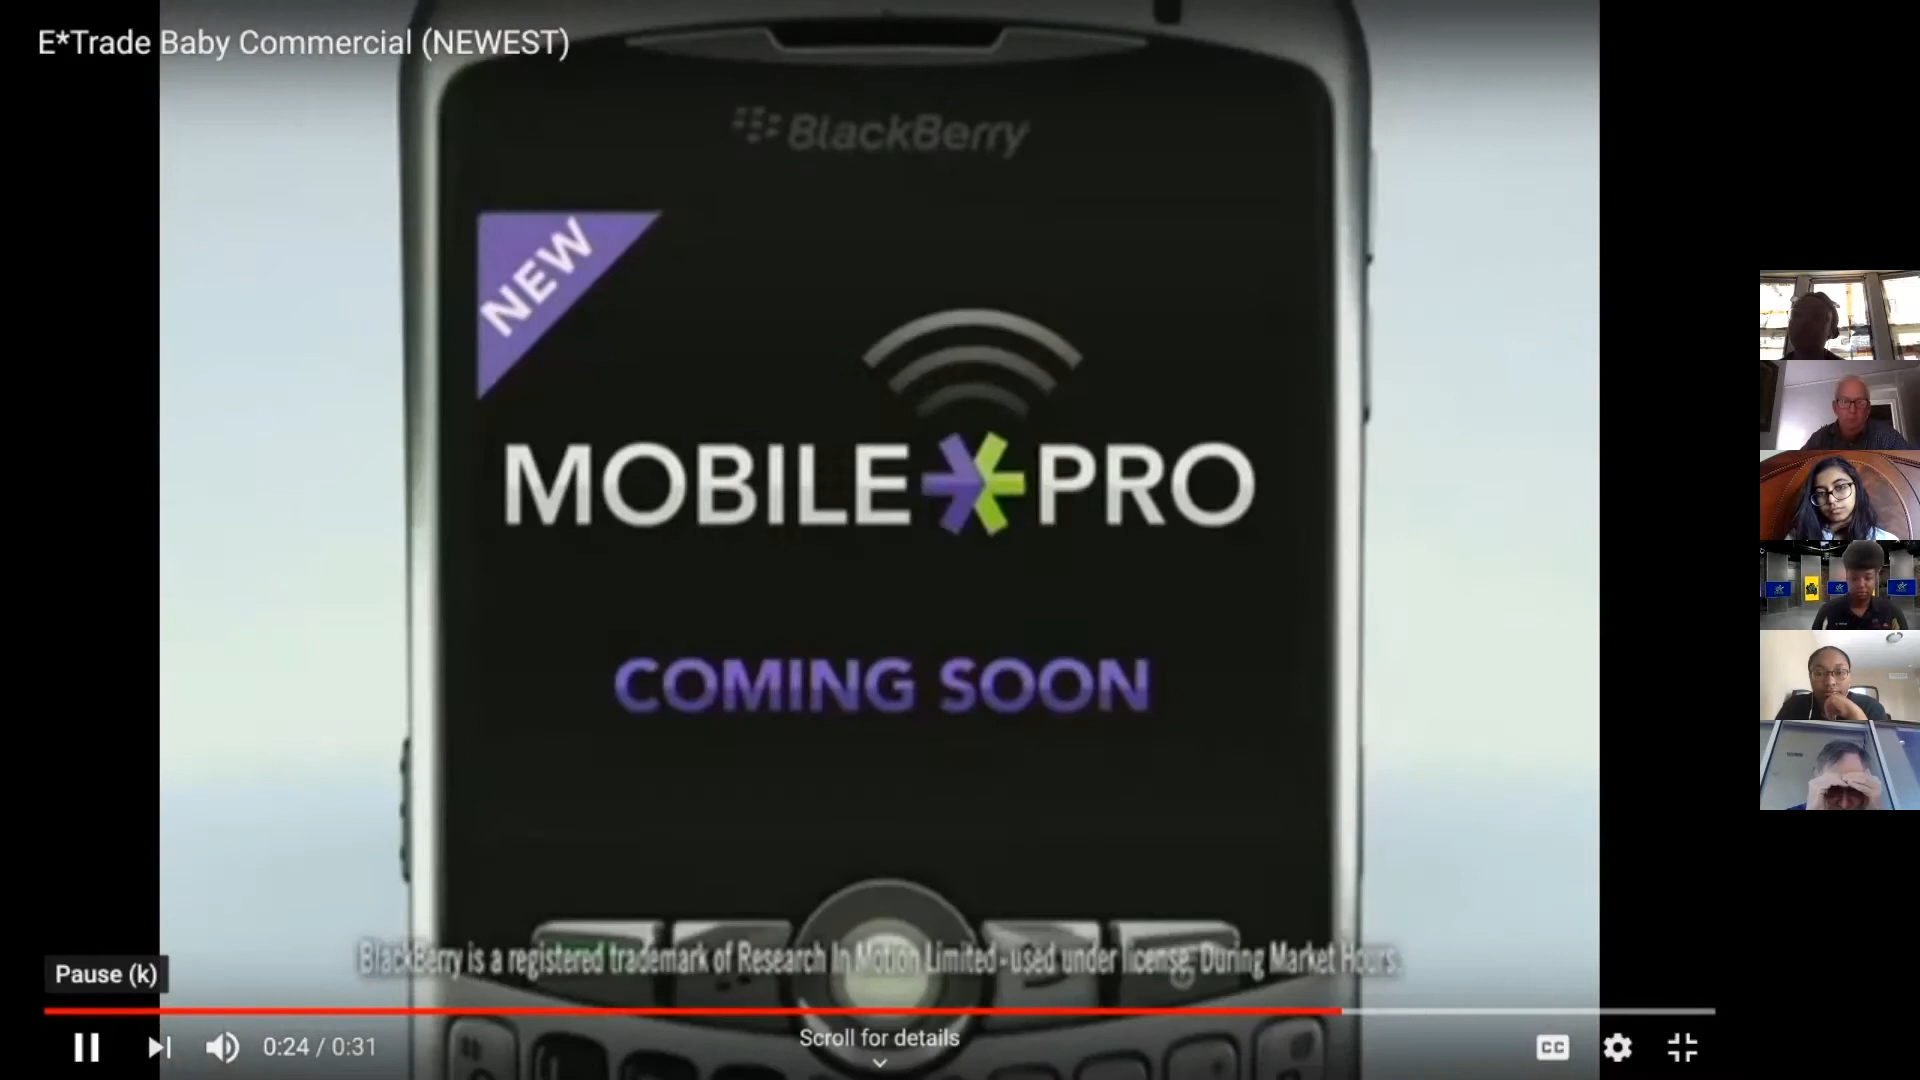 E*Trade Baby Commercial (NEWEST)
BlackBerry
NEW
MOBILE PRO
COMING SOON
BlackBerry is a registered trademark of Research In Motion Limited - used under license. During Market Hours.
Pause (k)
0:24 / 0:31
Scroll for details
CC